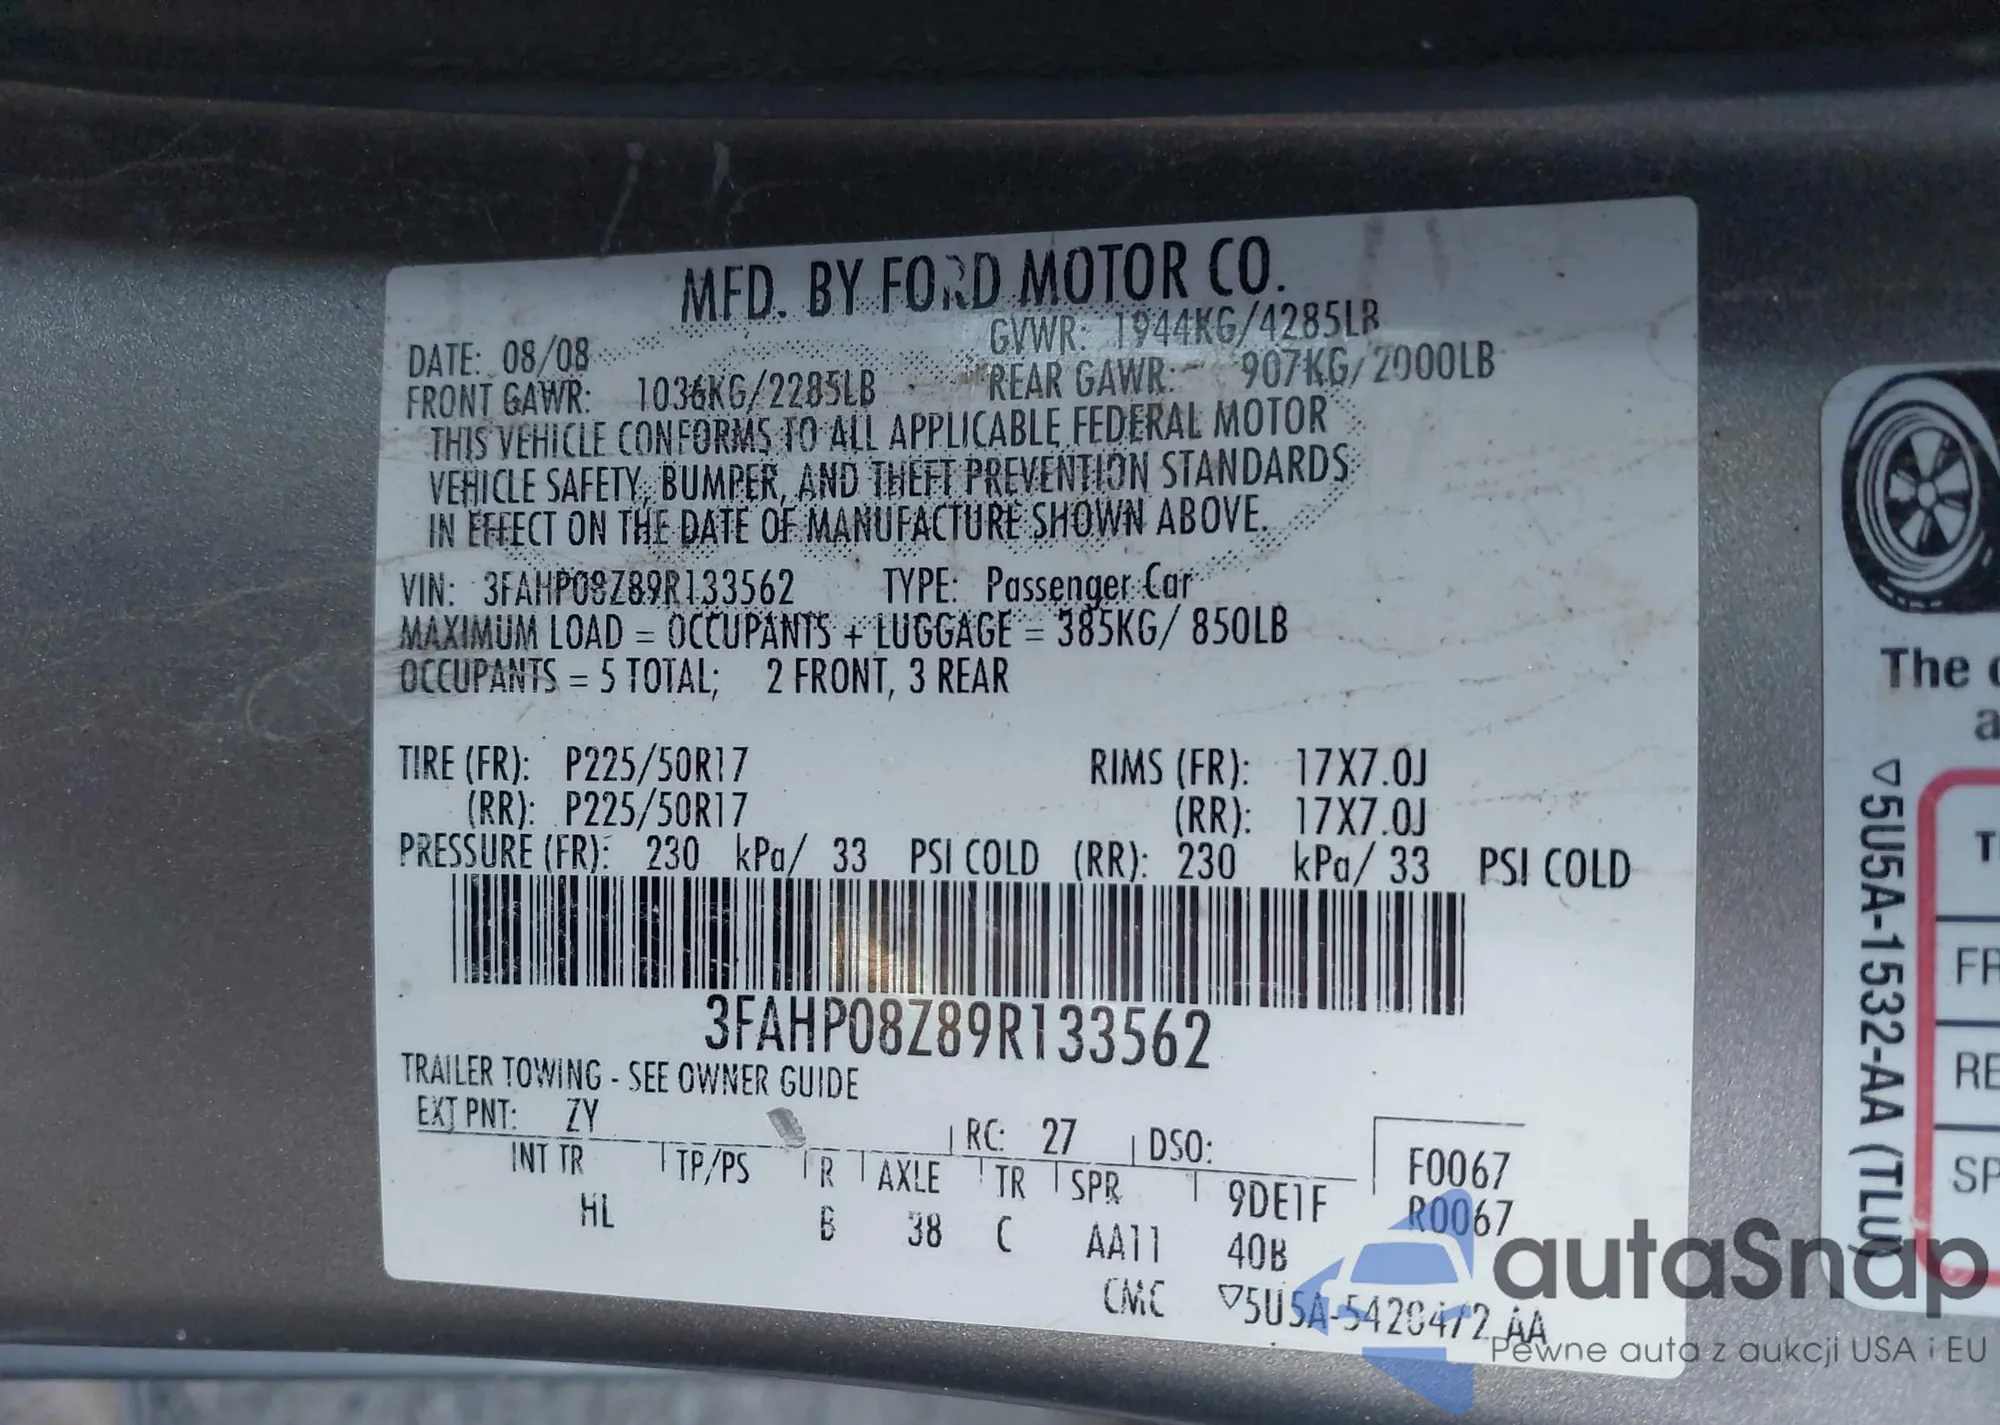 MFD. BY FORD MOTOR CO.
DATE: 08/08 GVWR: 1944KG/4285LB
FRONT GAWR: 1036KG/2285LB REAR GAWR: 907KG/2000LB
THIS VEHICLE CONFORMS TO ALL APPLICABLE FEDERAL MOTOR
VEHICLE SAFETY, BUMPER, AND THEFT PREVENTION STANDARDS
IN EFFECT ON THE DATE OF MANUFACTURE SHOWN ABOVE.
VIN: 3FAHP08Z89R133562 TYPE: Passenger Car
MAXIMUM LOAD = OCCUPANTS + LUGGAGE = 385KG/ 850LB
OCCUPANTS = 5 TOTAL; 2 FRONT, 3 REAR
TIRE (FR): P225/50R17 RIMS (FR): 17X7.0J
(RR): P225/50R17 (RR): 17X7.0J
PRESSURE (FR): 230 kPa/ 33 PSI COLD (RR): 230 kPa/ 33 PSI COLD
3FAHP08Z89R133562
TRAILER TOWING - SEE OWNER GUIDE
EXT PNT: ZY RC: 27 DSO: F0067
INT TR TP/PS R AXLE TR SPR 9DE1F R0067
HL B 38 C AA11 40B
CMC ▽5U5A-5420472 AA
The
▽5U5A-1532-AA (TLU)
FR
RE
SP
autaSnap
Pewne auta z aukcji USA i EU